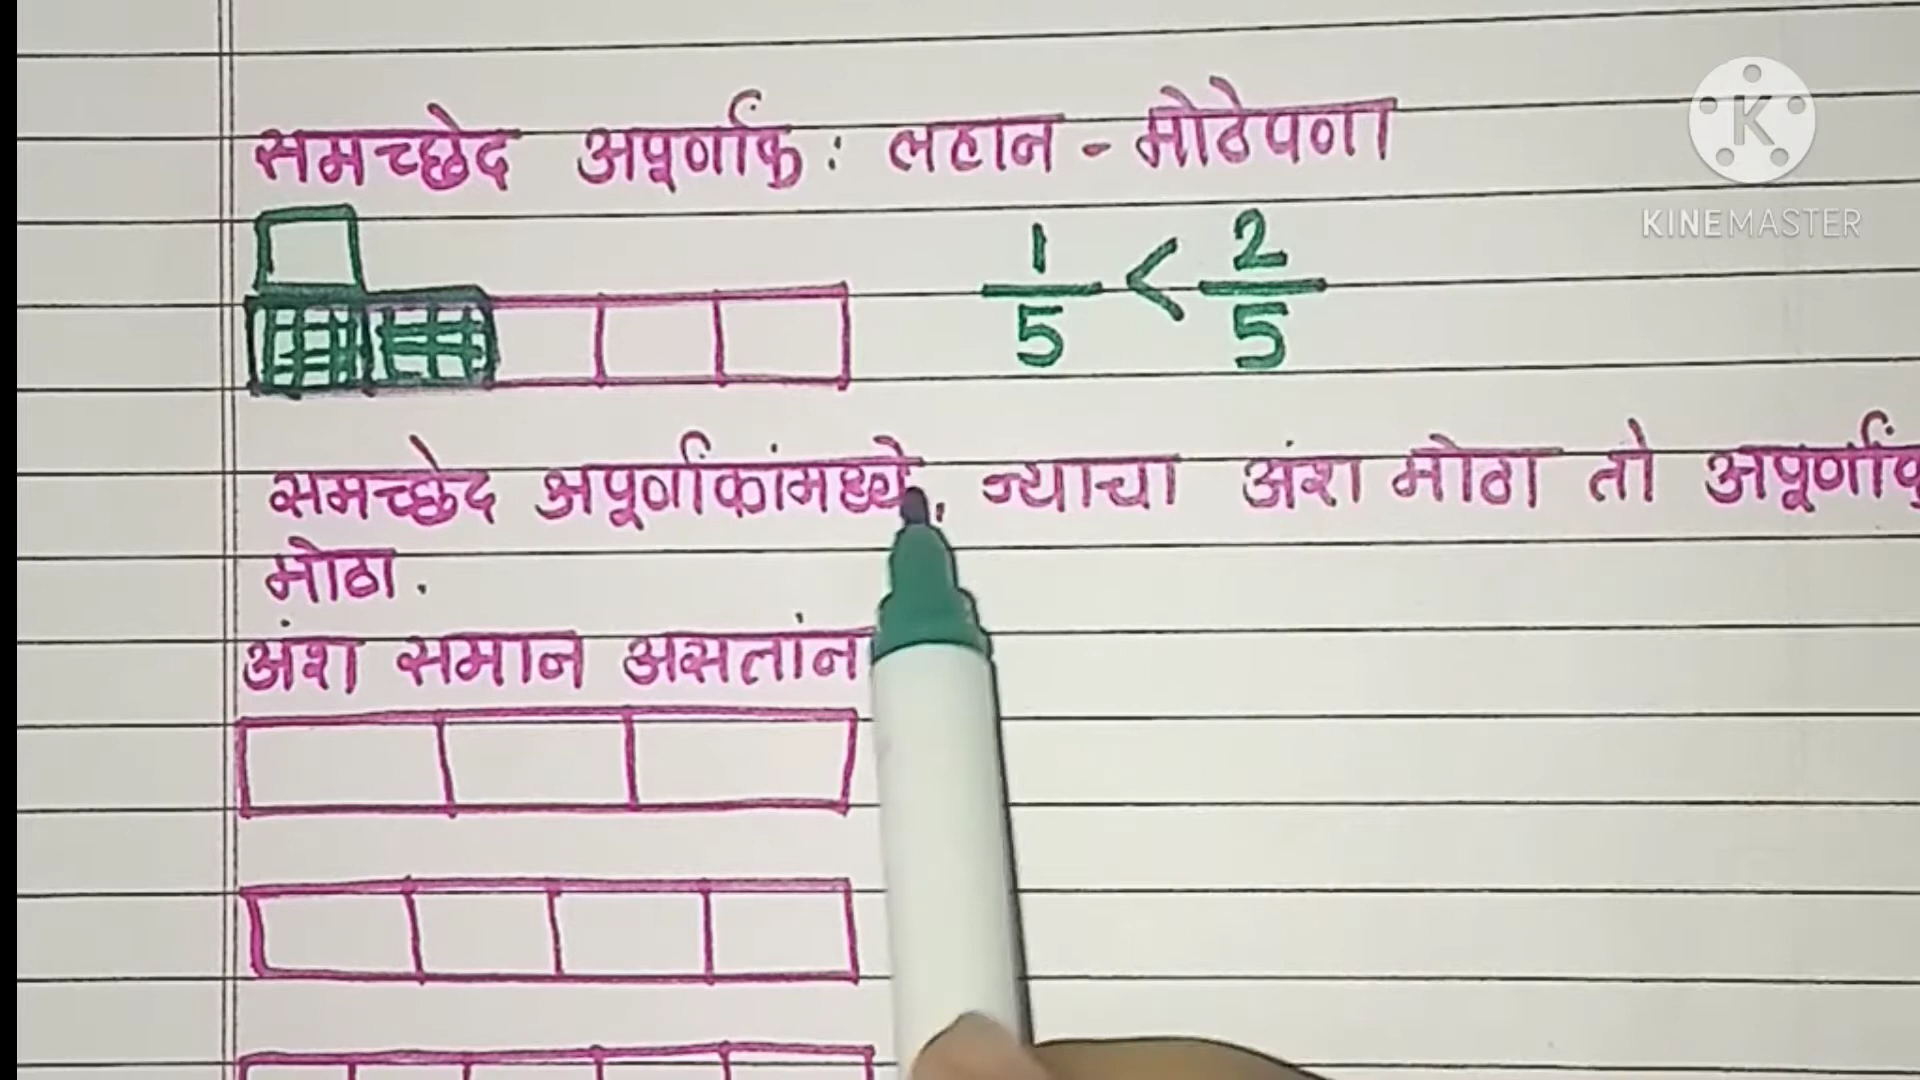 समच्छेद अपूर्णांक : लहान - मोठेपणा
1/5 < 2/5
समच्छेद अपूर्णांकांमध्ये, ज्याचा अंश मोठा तो अपूर्णांक
मोठा.
अंश समान असतांन
KINEMASTER